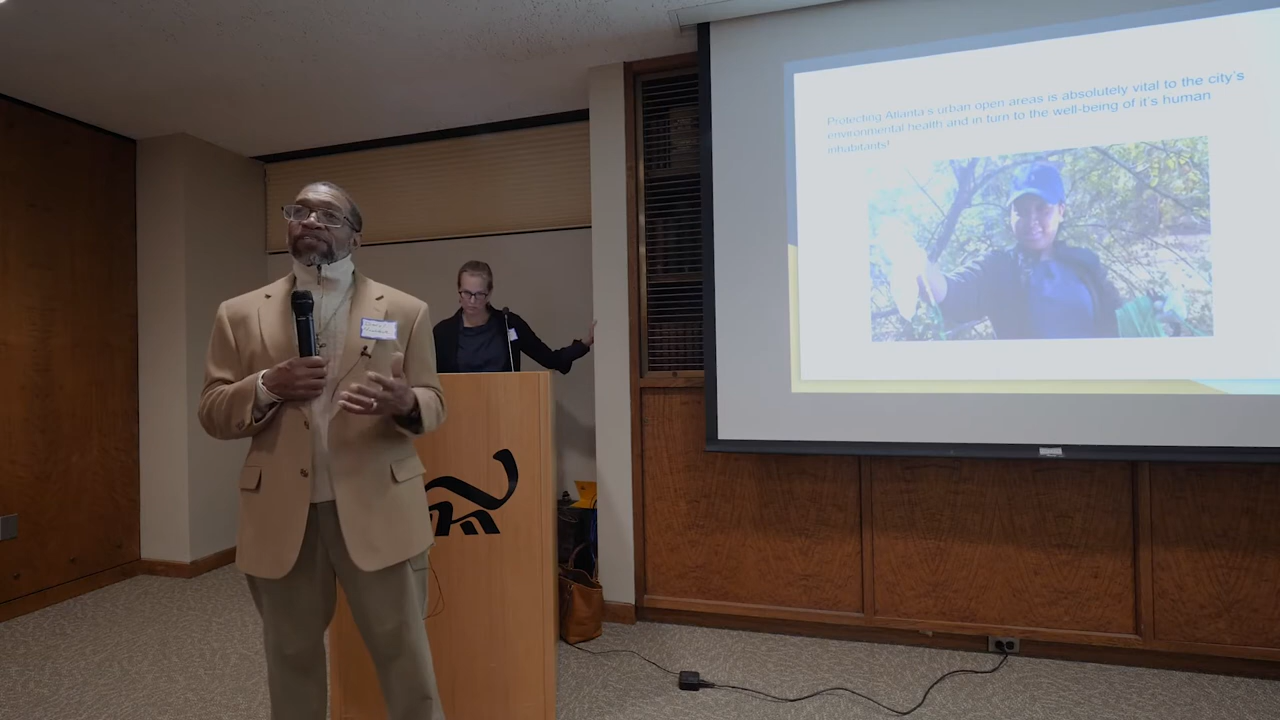 Protecting Atlanta's urban open areas is absolutely vital to the city's
environmental health and in turn to the well-being of it's human
inhabitants!